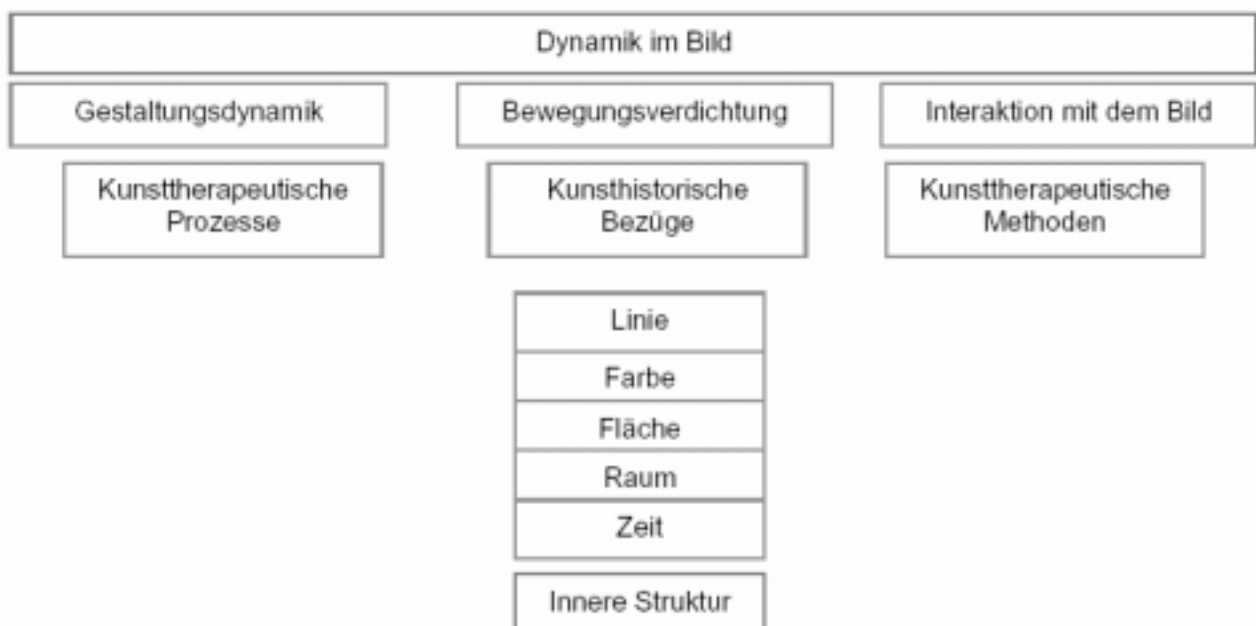 Dynamik im Bild
Gestaltungsdynamik
Bewegungsverdichtung
Interaktion mit dem Bild
Kunsttherapeutische
Prozesse
Kunsthistorische
Bezüge
Kunsttherapeutische
Methoden
Linie
Farbe
Fläche
Raum
Zeit
Innere Struktur